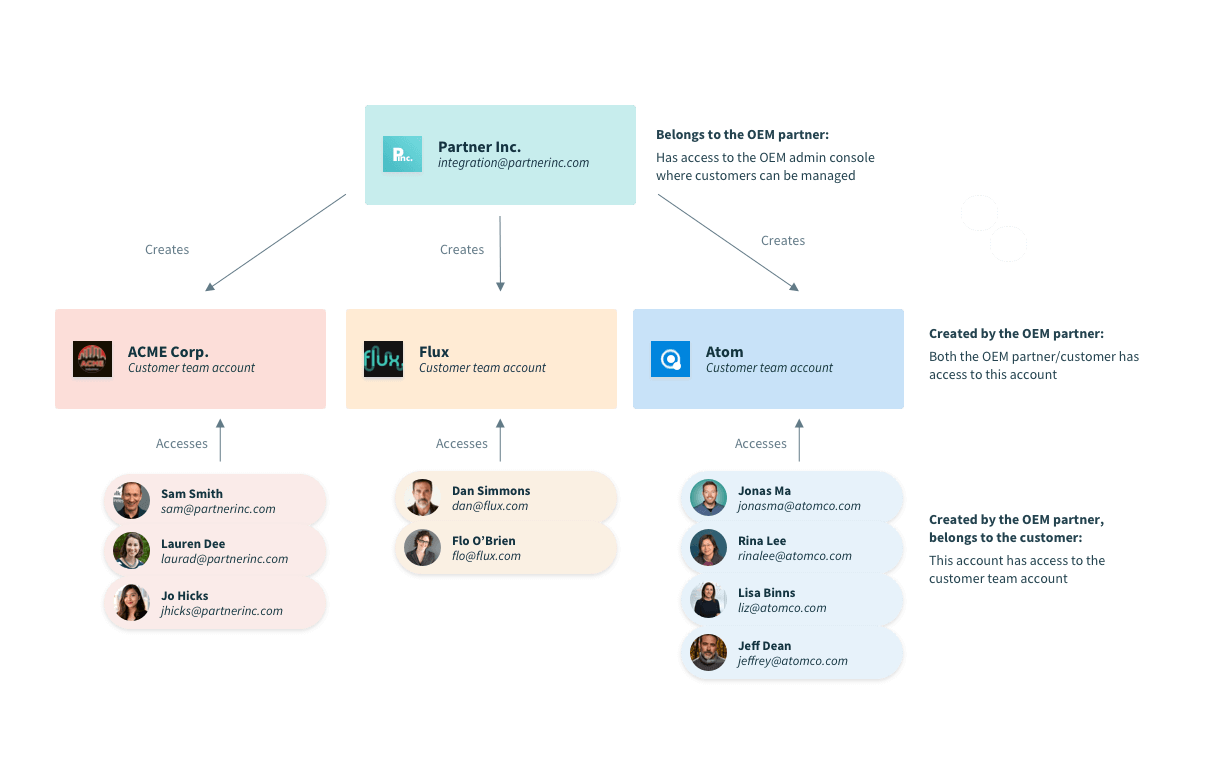 Partner Inc.
integration@partnerinc.com
Pinc.
Belongs to the OEM partner:
Has access to the OEM admin console
where customers can be managed
Creates
Creates
Creates
ACME Corp.
Customer team account
ACME
Flux
Customer team account
flux.
Atom
Customer team account
Created by the OEM partner:
Both the OEM partner/customer has
access to this account
Accesses
Accesses
Accesses
Sam Smith
sam@partnerinc.com
Lauren Dee
laurad@partnerinc.com
Jo Hicks
jhicks@partnerinc.com
Dan Simmons
dan@flux.com
Flo O’Brien
flo@flux.com
Jonas Ma
jonasma@atomco.com
Rina Lee
rinalee@atomco.com
Lisa Binns
liz@atomco.com
Jeff Dean
jeffrey@atomco.com
Created by the OEM partner,
belongs to the customer:
This account has access to the
customer team account